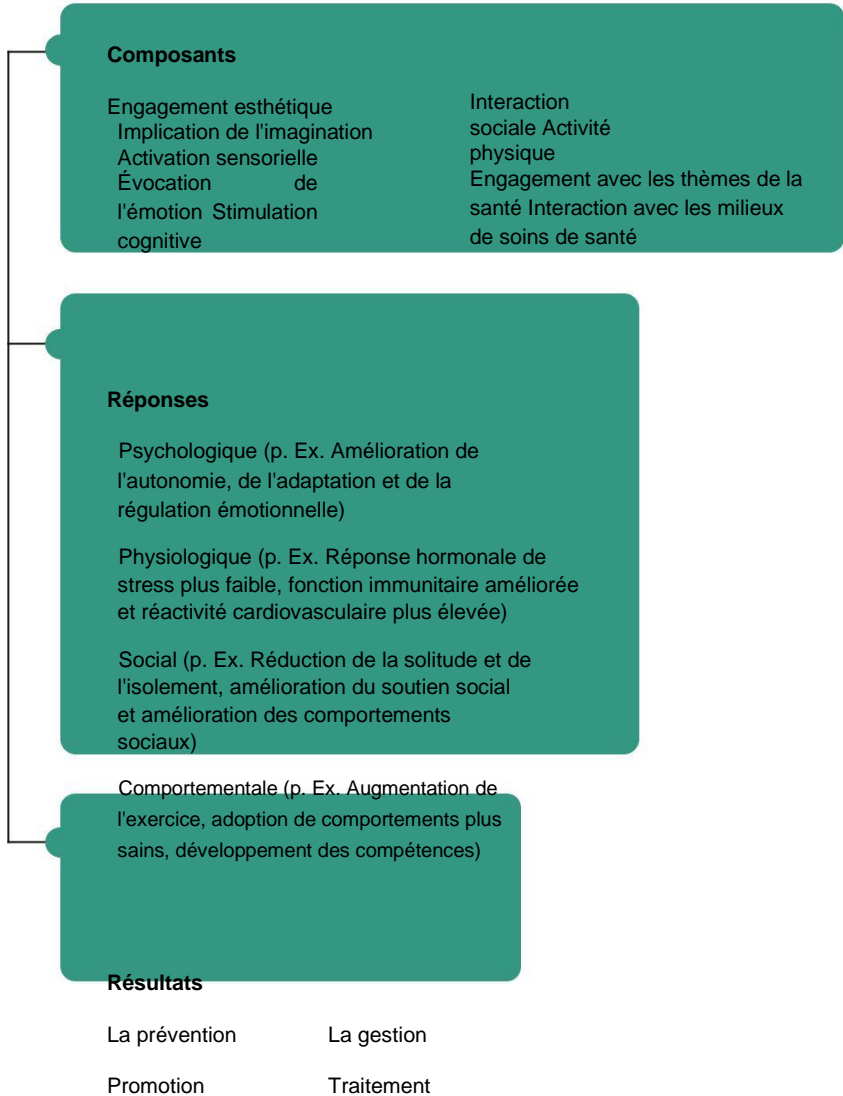 Composants
Engagement esthétique
Implication de l'imagination
Activation sensorielle
Évocation de
l'émotion Stimulation
cognitive
Interaction
sociale Activité
physique
Engagement avec les thèmes de la
santé Interaction avec les milieux
de soins de santé
Réponses
Psychologique (p. Ex. Amélioration de
l'autonomie, de l'adaptation et de la
régulation émotionnelle)
Physiologique (p. Ex. Réponse hormonale de
stress plus faible, fonction immunitaire améliorée
et réactivité cardiovasculaire plus élevée)
Social (p. Ex. Réduction de la solitude et de
l'isolement, amélioration du soutien social
et amélioration des comportements
sociaux)
Comportementale (p. Ex. Augmentation de
l'exercice, adoption de comportements plus
sains, développement des compétences)
Résultats
La prévention La gestion
Promotion Traitement